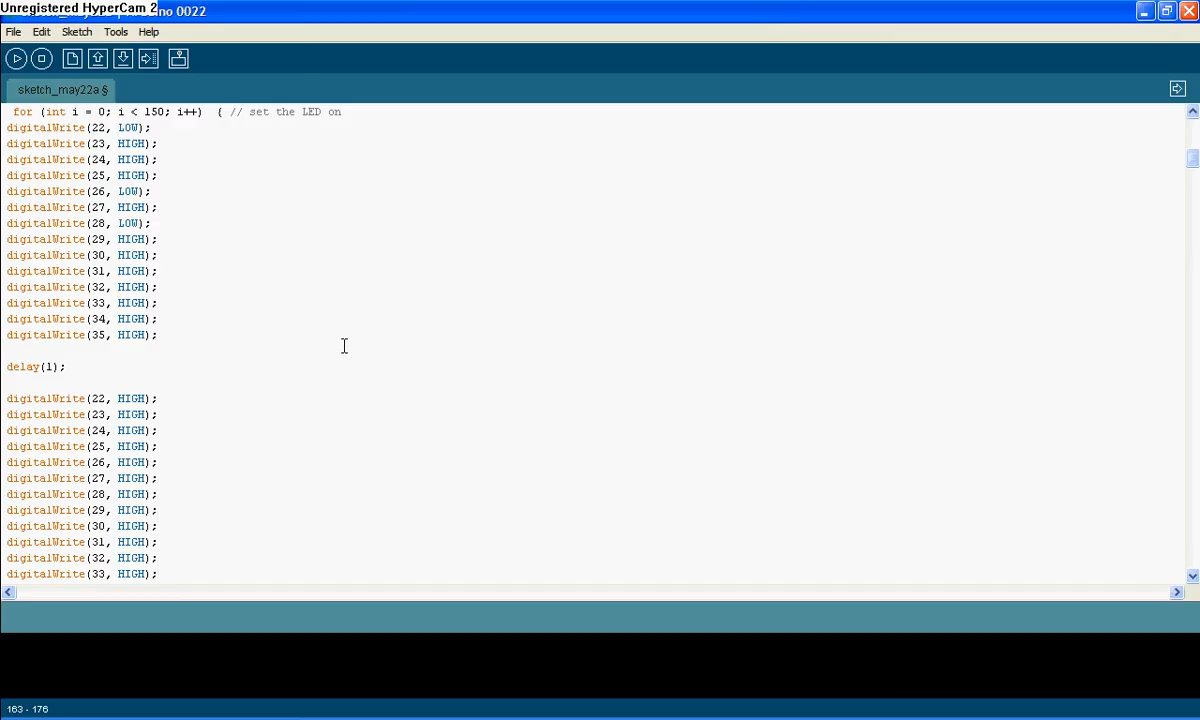 Unregistered HyperCam 2
no 0022
File Edit Sketch Tools Help
sketch_may22a §
for (int i = 0; i < 150; i++)  { // set the LED on
digitalWrite(22, LOW);
digitalWrite(23, HIGH);
digitalWrite(24, HIGH);
digitalWrite(25, HIGH);
digitalWrite(26, LOW);
digitalWrite(27, HIGH);
digitalWrite(28, LOW);
digitalWrite(29, HIGH);
digitalWrite(30, HIGH);
digitalWrite(31, HIGH);
digitalWrite(32, HIGH);
digitalWrite(33, HIGH);
digitalWrite(34, HIGH);
digitalWrite(35, HIGH);
delay(1);
digitalWrite(22, HIGH);
digitalWrite(23, HIGH);
digitalWrite(24, HIGH);
digitalWrite(25, HIGH);
digitalWrite(26, HIGH);
digitalWrite(27, HIGH);
digitalWrite(28, HIGH);
digitalWrite(29, HIGH);
digitalWrite(30, HIGH);
digitalWrite(31, HIGH);
digitalWrite(32, HIGH);
digitalWrite(33, HIGH);
163 - 176